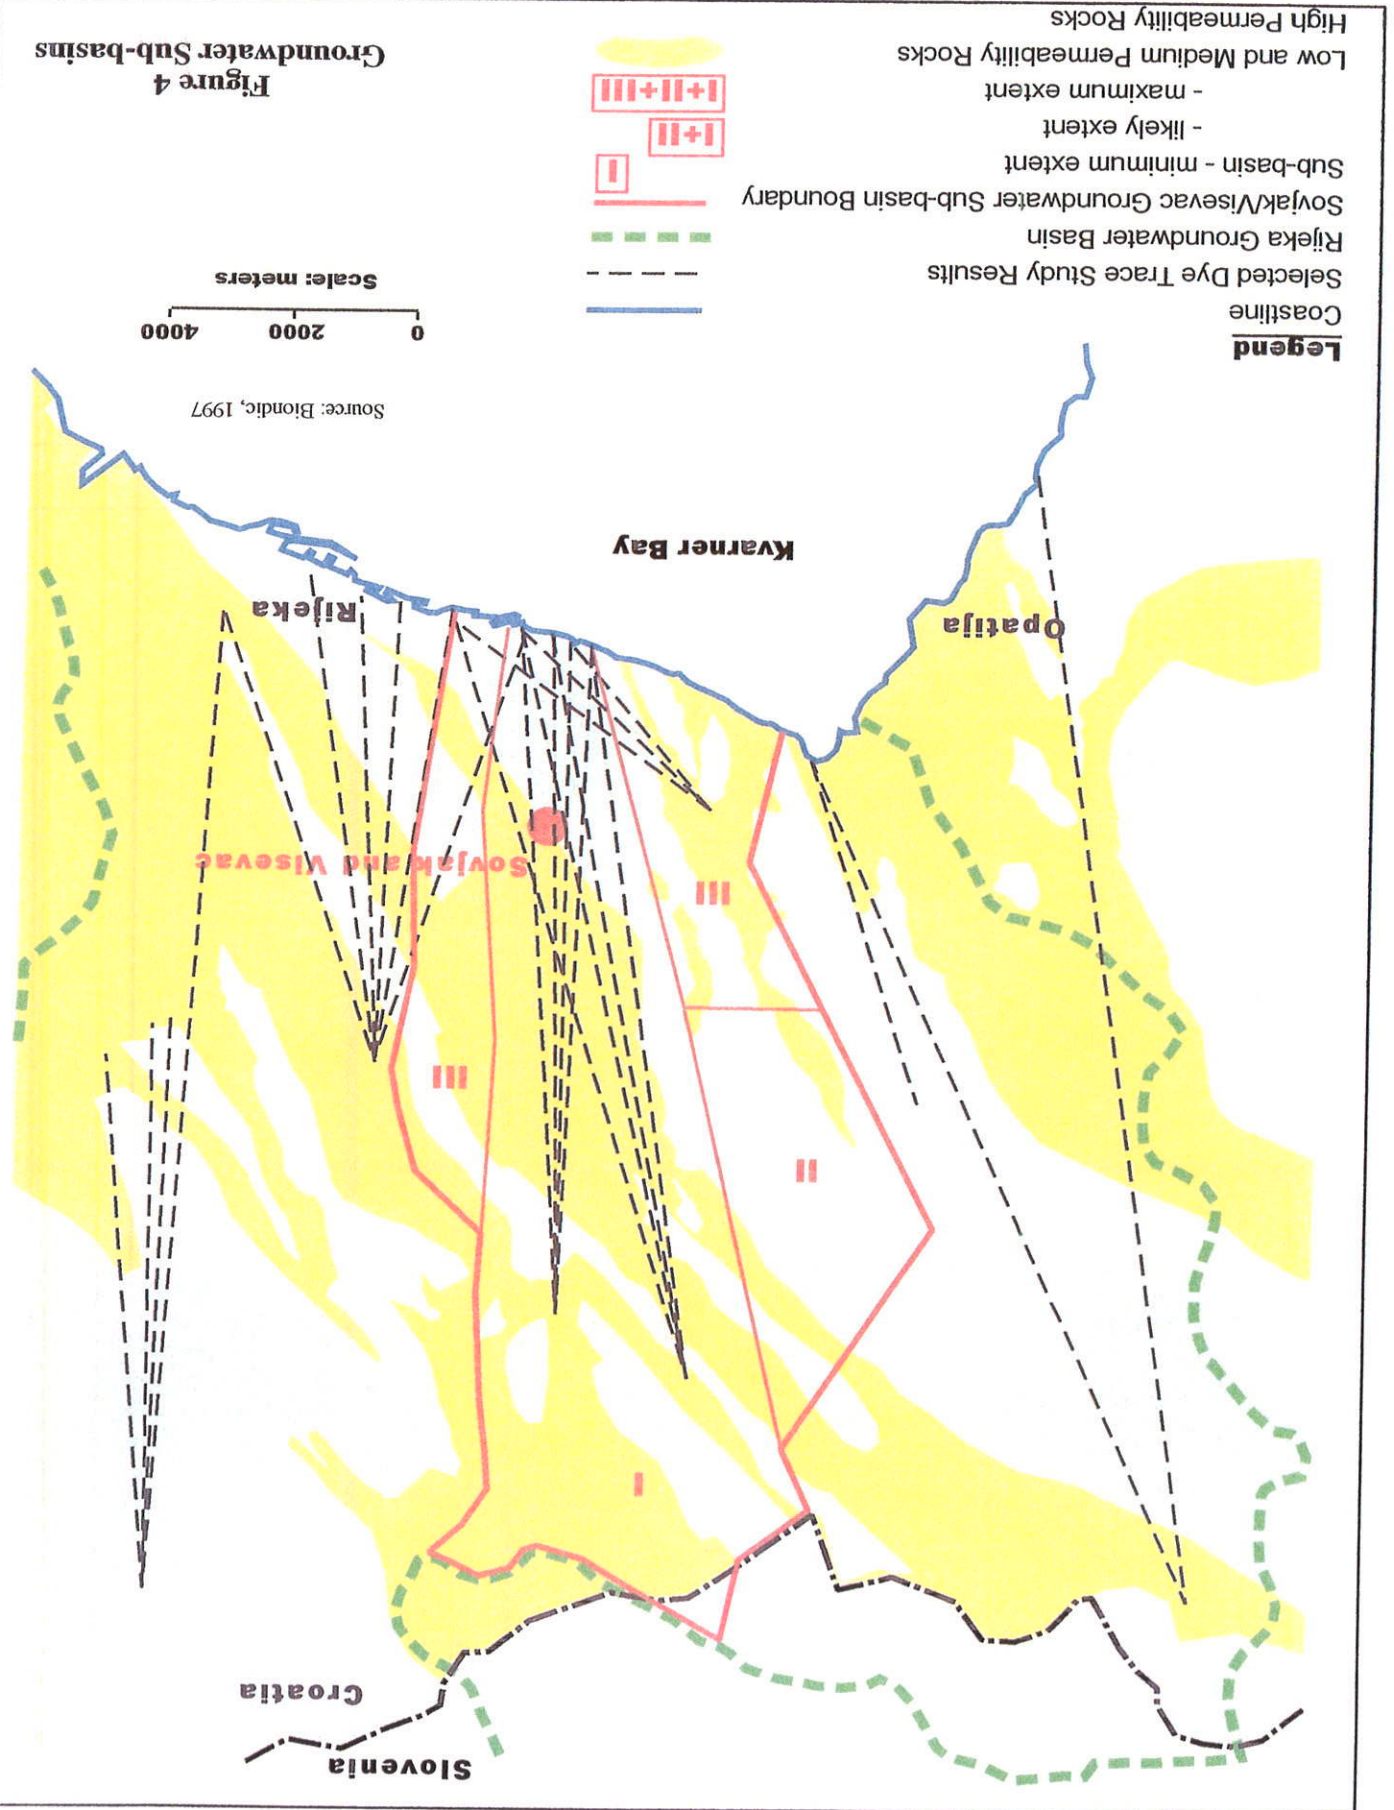 Slovenia
Croatia
I
II
III
III
Sovjak and Visevac
Opatija
Rijeka
Kvarner Bay
Source: Biondic, 1997
Legend
Coastline
Selected Dye Trace Study Results
Rijeka Groundwater Basin
Sovjak/Visevac Groundwater Sub-basin Boundary
Sub-basin - minimum extent I
- likely extent I+II
- maximum extent I+II+III
Low and Medium Permeability Rocks
High Permeability Rocks
0 2000 4000
Scale: meters
Figure 4
Groundwater Sub-basins